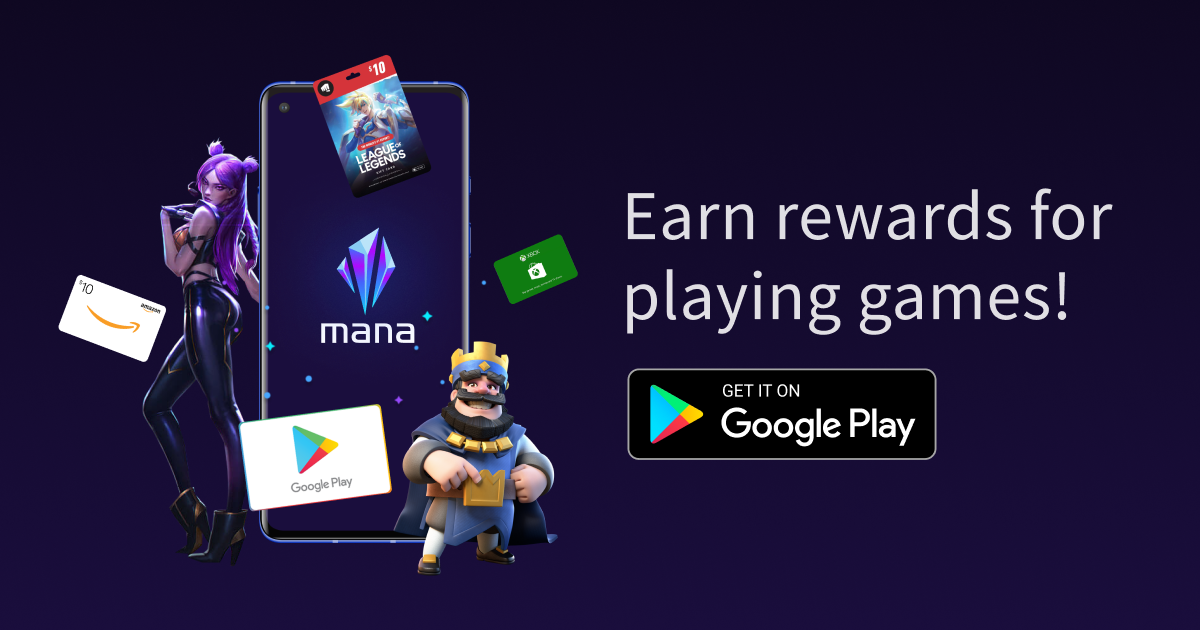 $10
LEAGUE OF
LEGENDS
XBOX
$10
amazon
mana
Google Play
Earn rewards for
playing games!
GET IT ON
Google Play